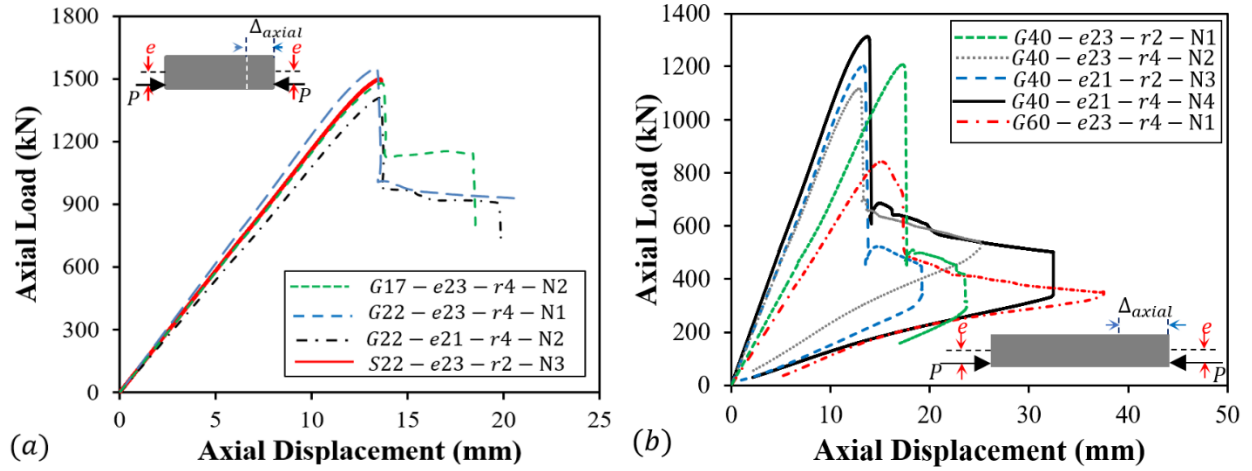 1800
1500
1200
900
600
300
0
Axial Load (kN)
Δaxial
e
e
P
P
G17 – e23 – r4 – N2
G22 – e23 – r4 – N1
G22 – e21 – r4 – N2
S22 – e23 – r2 – N3
0 5 10 15 20 25
(a)
Axial Displacement (mm)
1400
1200
1000
800
600
400
200
0
Axial Load (kN)
G40 – e23 – r2 – N1
G40 – e23 – r4 – N2
G40 – e21 – r2 – N3
G40 – e21 – r4 – N4
G60 – e23 – r4 – N1
Δaxial
e
e
P
P
0 10 20 30 40 50
(b)
Axial Displacement (mm)